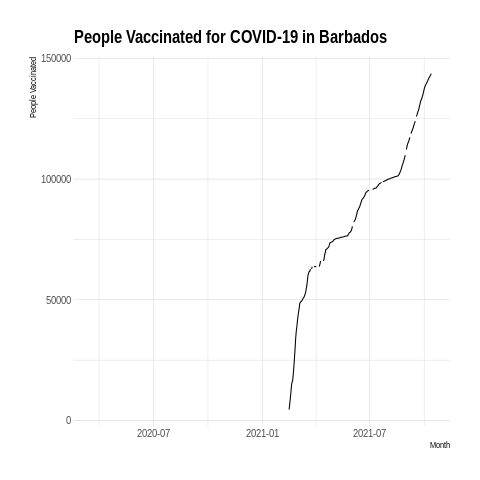 People Vaccinated for COVID-19 in Barbados
People Vaccinated
150000
100000
50000
0
2020-07
2021-01
2021-07
Month